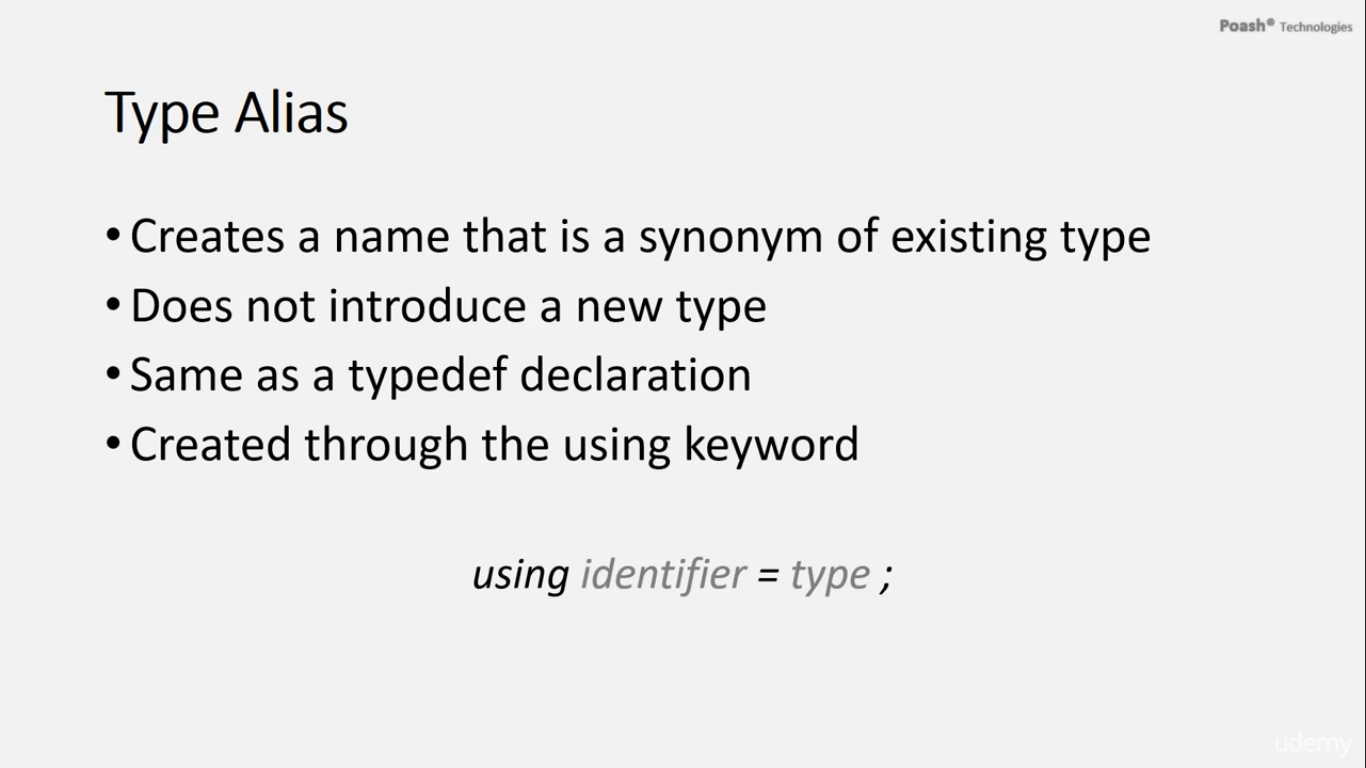 Poash® Technologies
Type Alias
• Creates a name that is a synonym of existing type
• Does not introduce a new type
• Same as a typedef declaration
• Created through the using keyword
using identifier = type ;
udemy